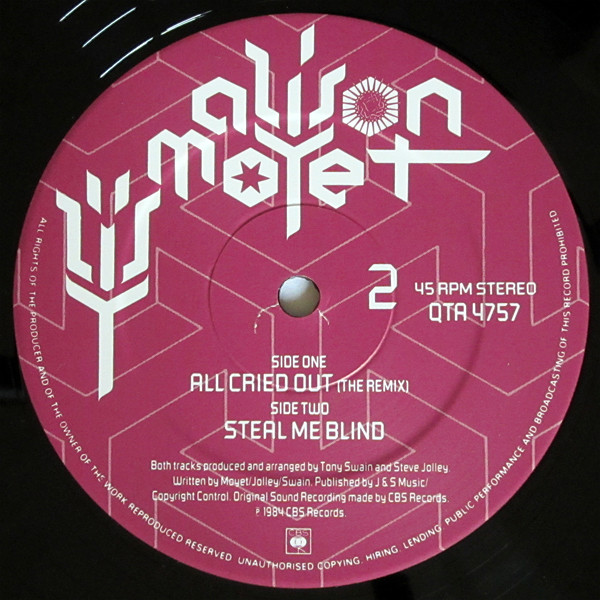 alison
moyet
2
45 RPM STEREO
QTA 4757
SIDE ONE
ALL CRIED OUT (THE REMIX)
SIDE TWO
STEAL ME BLIND
Both tracks produced and arranged by Tony Swain and Steve Jolley.
Written by Moyet/Jolley/Swain. Published by J & S Music/
Copyright Control. Original Sound Recording made by CBS Records.
℗ 1984 CBS Records.
CBS
ALL RIGHTS OF THE PRODUCER AND OF THE OWNER OF THE WORK REPRODUCED RESERVED. UNAUTHORISED COPYING, HIRING, LENDING, PUBLIC PERFORMANCE AND BROADCASTING OF THIS RECORD PROHIBITED